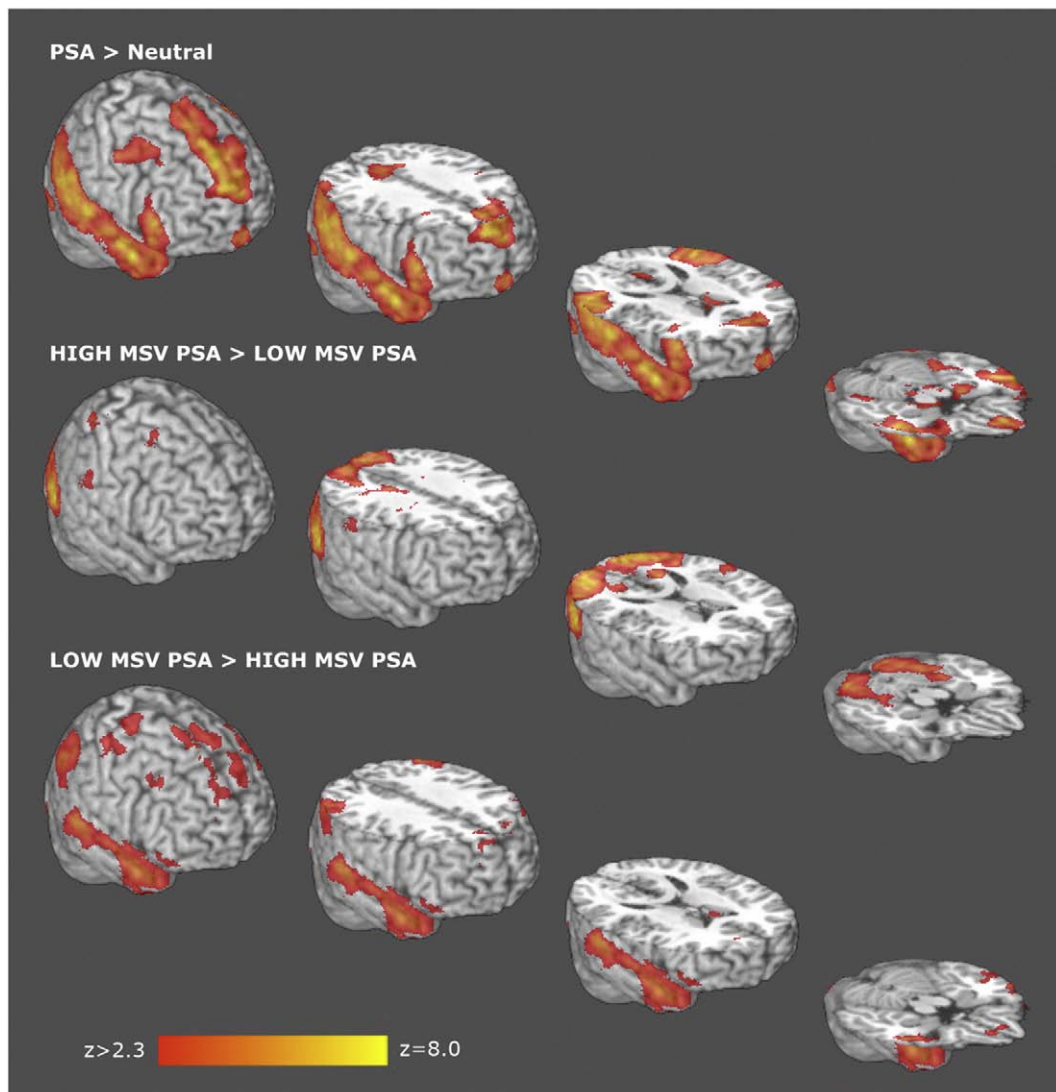 PSA > Neutral
HIGH MSV PSA > LOW MSV PSA
LOW MSV PSA > HIGH MSV PSA
z>2.3 z=8.0